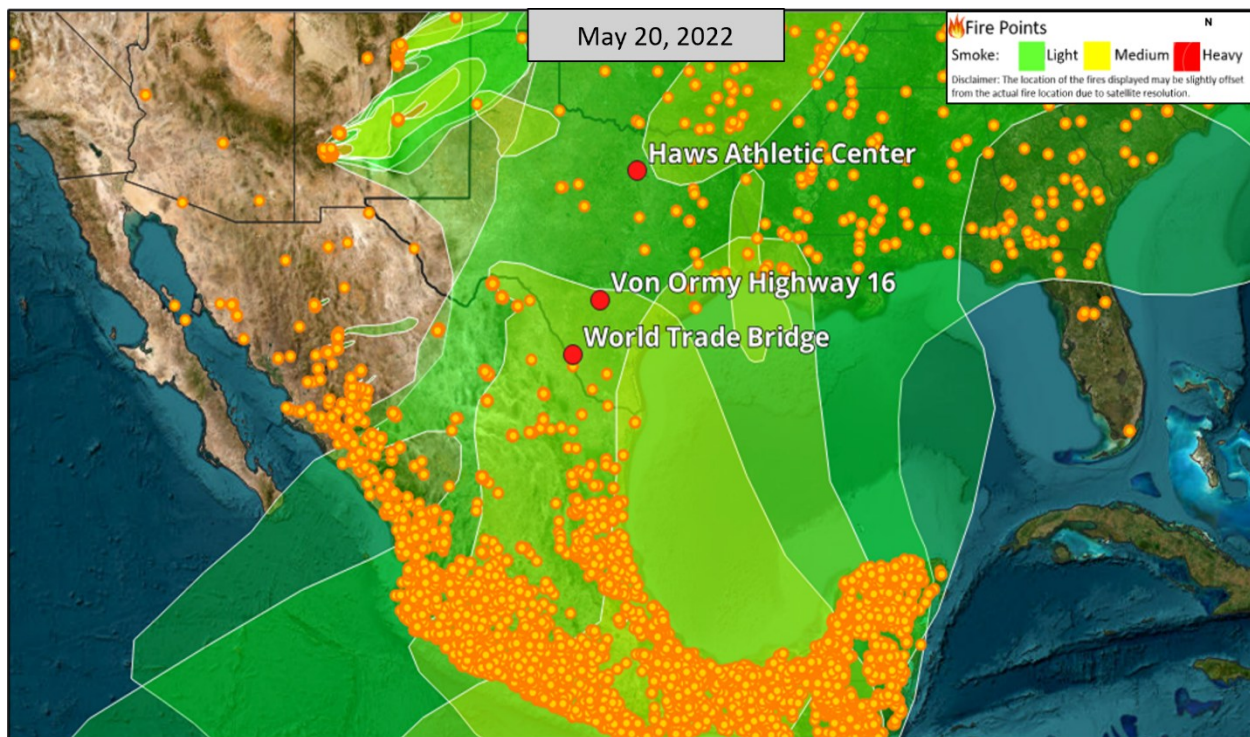 May 20, 2022
Fire Points
N
Smoke: Light Medium Heavy
Disclaimer: The location of the fires displayed may be slightly offset
from the actual fire location due to satellite resolution.
Haws Athletic Center
Von Ormy Highway 16
World Trade Bridge